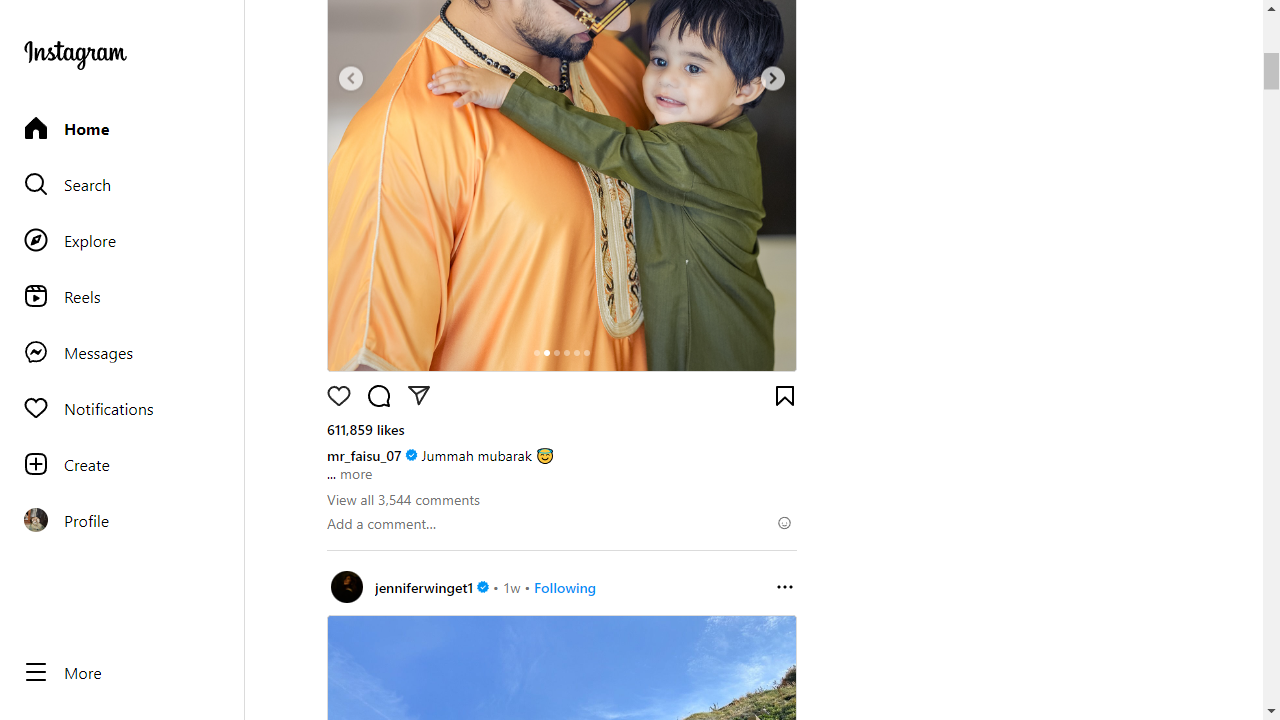 Instagram
Home
Search
Explore
Reels
Messages
Notifications
Create
Profile
More
611,859 likes
mr_faisu_07 Jummah mubarak 😇
... more
View all 3,544 comments
Add a comment...
jenniferwinget1 • 1w • Following